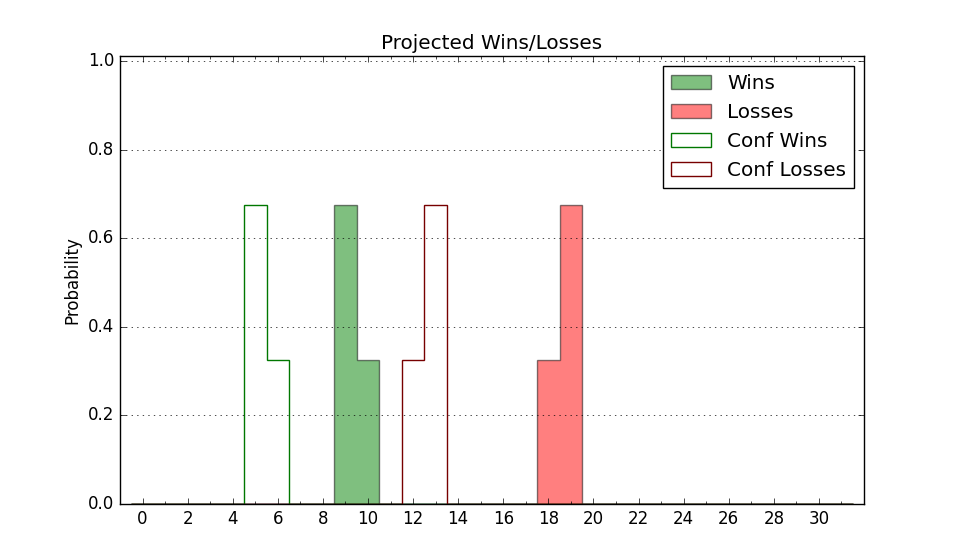 Projected Wins/Losses
1.0
0.8
0.6
0.4
0.2
0.0
Probability
Wins
Losses
Conf Wins
Conf Losses
0 2 4 6 8 10 12 14 16 18 20 22 24 26 28 30